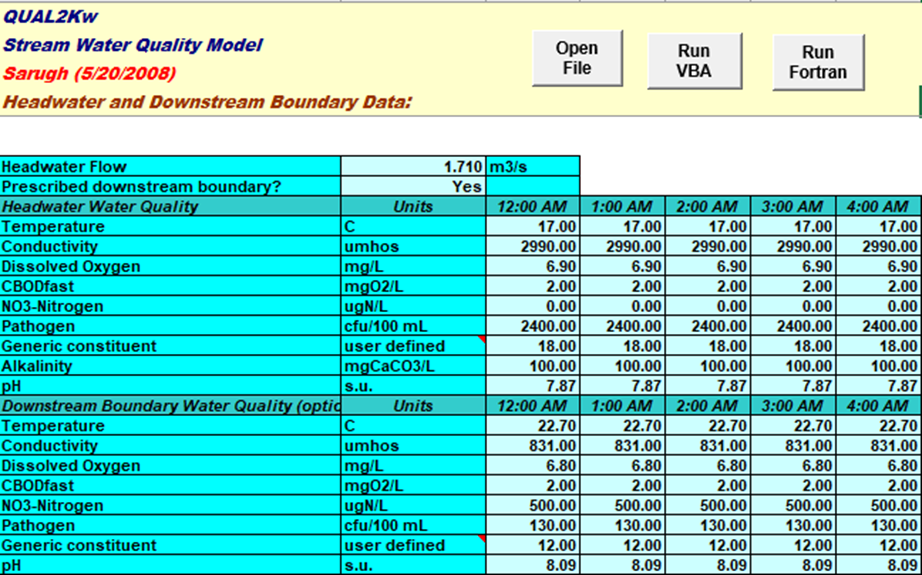 QUAL2Kw
Stream Water Quality Model
Sarugh (5/20/2008)
Headwater and Downstream Boundary Data:
Open File
Run VBA
Run Fortran
Headwater Flow 1.710 m3/s
Prescribed downstream boundary? Yes
Headwater Water Quality Units 12:00 AM 1:00 AM 2:00 AM 3:00 AM 4:00 AM
Temperature C 17.00 17.00 17.00 17.00 17.00
Conductivity umhos 2990.00 2990.00 2990.00 2990.00 2990.00
Dissolved Oxygen mg/L 6.90 6.90 6.90 6.90 6.90
CBODfast mgO2/L 2.00 2.00 2.00 2.00 2.00
NO3-Nitrogen ugN/L 0.00 0.00 0.00 0.00 0.00
Pathogen cfu/100 mL 2400.00 2400.00 2400.00 2400.00 2400.00
Generic constituent user defined 18.00 18.00 18.00 18.00 18.00
Alkalinity mgCaCO3/L 100.00 100.00 100.00 100.00 100.00
pH s.u. 7.87 7.87 7.87 7.87 7.87
Downstream Boundary Water Quality (optic Units 12:00 AM 1:00 AM 2:00 AM 3:00 AM 4:00 AM
Temperature C 22.70 22.70 22.70 22.70 22.70
Conductivity umhos 831.00 831.00 831.00 831.00 831.00
Dissolved Oxygen mg/L 6.80 6.80 6.80 6.80 6.80
CBODfast mgO2/L 2.00 2.00 2.00 2.00 2.00
NO3-Nitrogen ugN/L 500.00 500.00 500.00 500.00 500.00
Pathogen cfu/100 mL 130.00 130.00 130.00 130.00 130.00
Generic constituent user defined 12.00 12.00 12.00 12.00 12.00
pH s.u. 8.09 8.09 8.09 8.09 8.09